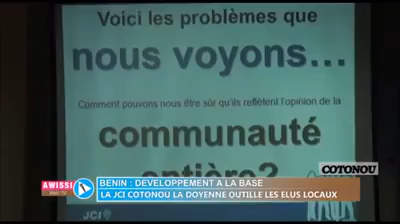 Voici les problèmes que
nous voyons...
Comment pouvons nous être sûr qu'ils reflètent l'opinion de la
communauté
entière?
JCI
COTONOU
AWISSI
BENIN : DEVELOPPEMENT A LA BASE
LA JCI COTONOU LA DOYENNE OUTILLE LES ELUS LOCAUX